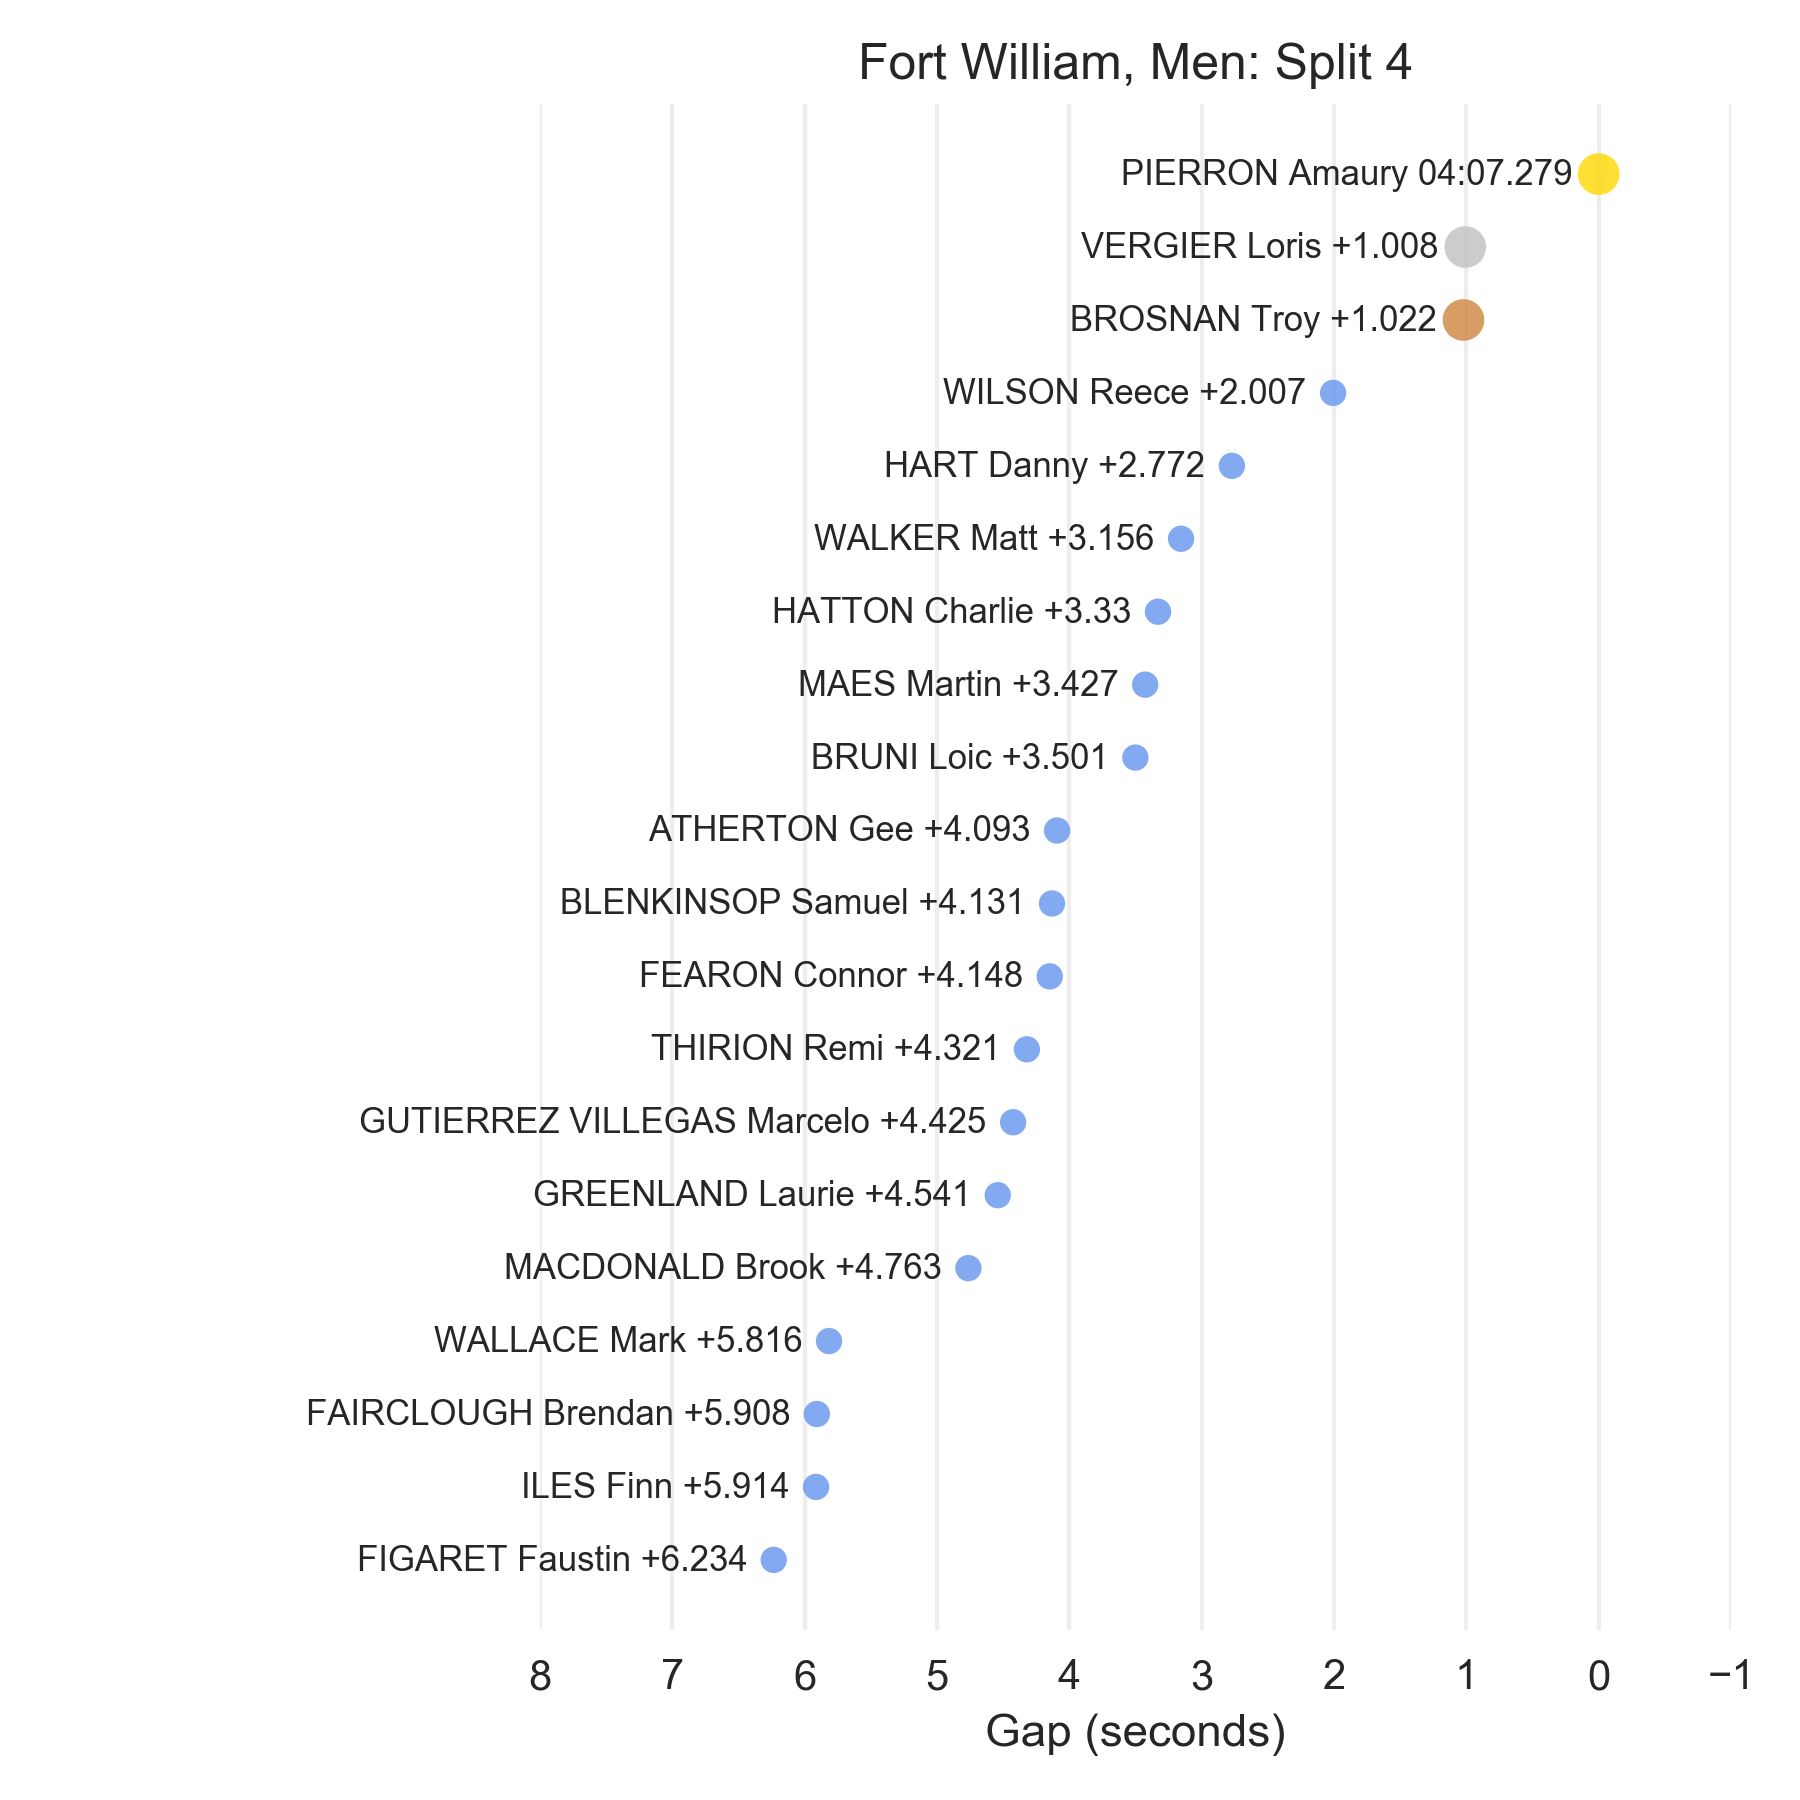 Fort William, Men: Split 4
PIERRON Amaury 04:07.279
VERGIER Loris +1.008
BROSNAN Troy +1.022
WILSON Reece +2.007
HART Danny +2.772
WALKER Matt +3.156
HATTON Charlie +3.33
MAES Martin +3.427
BRUNI Loic +3.501
ATHERTON Gee +4.093
BLENKINSOP Samuel +4.131
FEARON Connor +4.148
THIRION Remi +4.321
GUTIERREZ VILLEGAS Marcelo +4.425
GREENLAND Laurie +4.541
MACDONALD Brook +4.763
WALLACE Mark +5.816
FAIRCLOUGH Brendan +5.908
ILES Finn +5.914
FIGARET Faustin +6.234
8 7 6 5 4 3 2 1 0 −1
Gap (seconds)